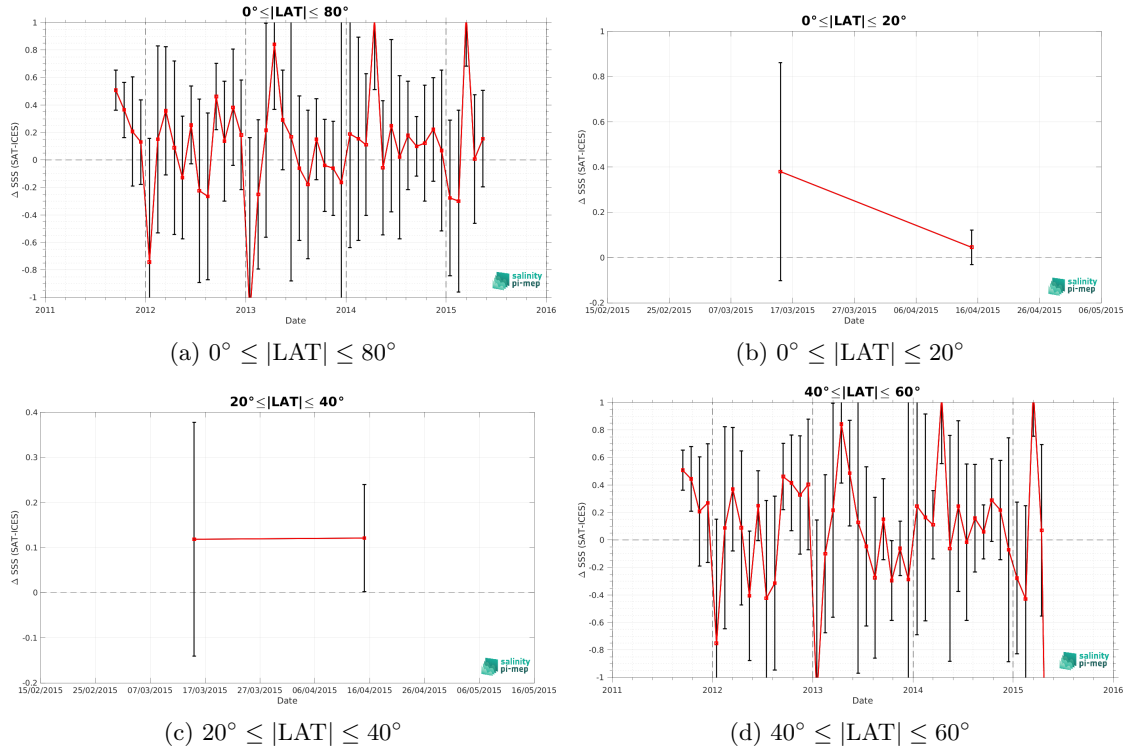 0°≤|LAT|≤ 80°
1
0.8
0.6
0.4
0.2
0
-0.2
-0.4
-0.6
-0.8
-1
Δ SSS (SAT-ICES)
2011 2012 2013 2014 2015 2016
Date
salinity
pi-mep
(a) 0° ≤ |LAT| ≤ 80°
0°≤|LAT|≤ 20°
1
0.8
0.6
0.4
0.2
0
-0.2
Δ SSS (SAT-ICES)
15/02/2015 25/02/2015 07/03/2015 17/03/2015 27/03/2015 06/04/2015 16/04/2015 26/04/2015 06/05/2015
Date
salinity
pi-mep
(b) 0° ≤ |LAT| ≤ 20°
20°≤|LAT|≤ 40°
0.4
0.3
0.2
0.1
0
-0.1
-0.2
Δ SSS (SAT-ICES)
15/02/2015 25/02/2015 07/03/2015 17/03/2015 27/03/2015 06/04/2015 16/04/2015 26/04/2015 06/05/2015 16/05/2015
Date
salinity
pi-mep
(c) 20° ≤ |LAT| ≤ 40°
40°≤|LAT|≤ 60°
1
0.8
0.6
0.4
0.2
0
-0.2
-0.4
-0.6
-0.8
-1
Δ SSS (SAT-ICES)
2011 2012 2013 2014 2015 2016
Date
salinity
pi-mep
(d) 40° ≤ |LAT| ≤ 60°